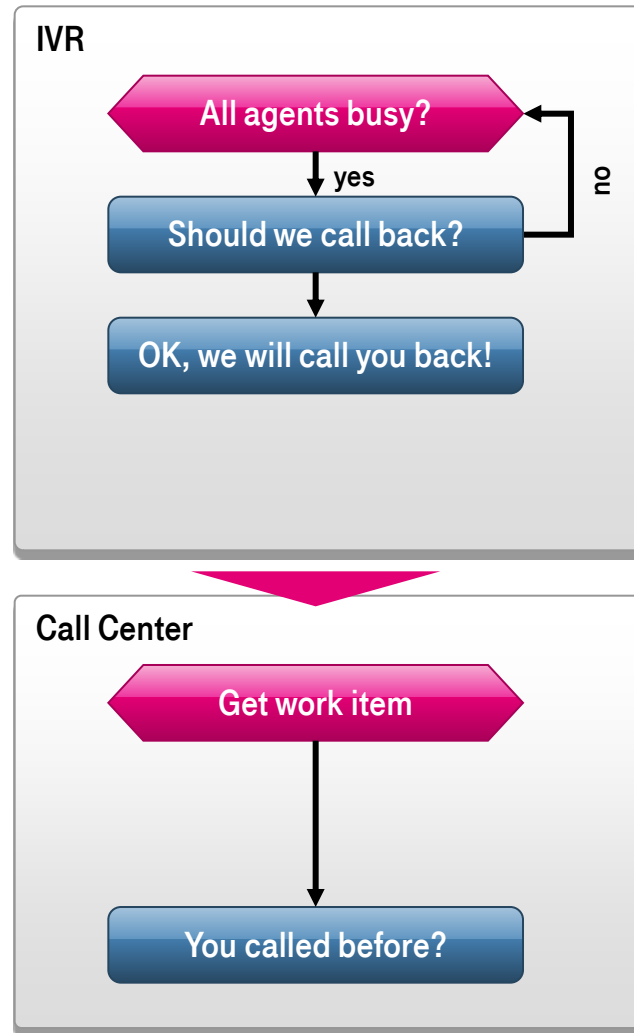 IVR
All agents busy?
yes
no
Should we call back?
OK, we will call you back!
Call Center
Get work item
You called before?